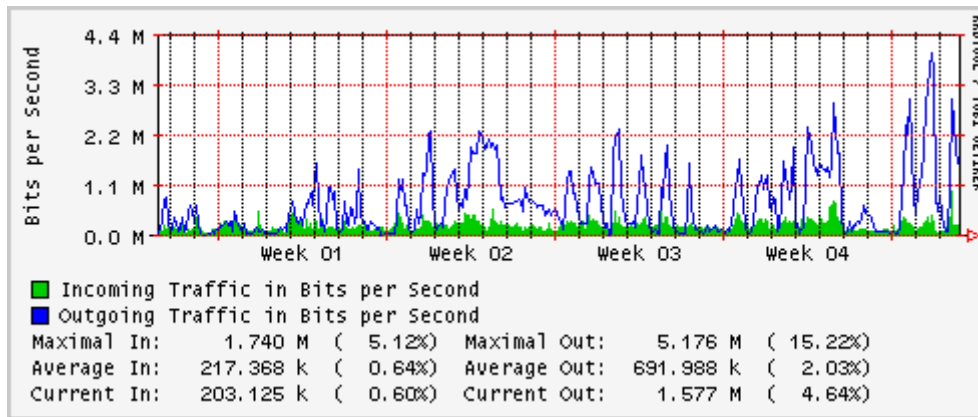 Bits per Second
4.4 M
3.3 M
2.2 M
1.1 M
0.0 M
Week 01 Week 02 Week 03 Week 04
Incoming Traffic in Bits per Second
Outgoing Traffic in Bits per Second
Maximal In: 1.740 M ( 5.12%) Maximal Out: 5.176 M ( 15.22%)
Average In: 217.368 k ( 0.64%) Average Out: 691.988 k ( 2.03%)
Current In: 203.125 k ( 0.60%) Current Out: 1.577 M ( 4.64%)